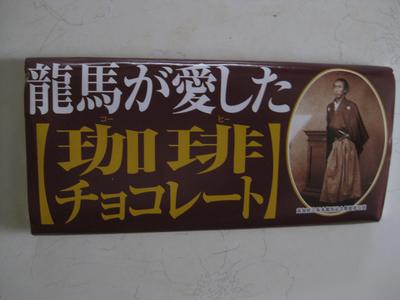 龍馬が愛した
コー ヒー
【珈琲
チョコレート】